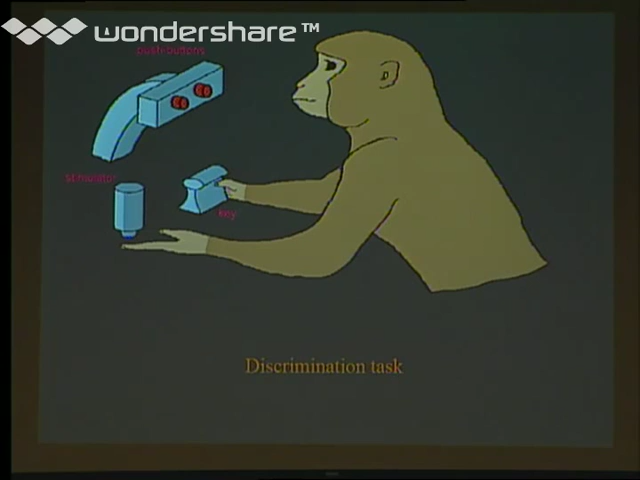 wondershare™
push-buttons
stimulator
key
Discrimination task